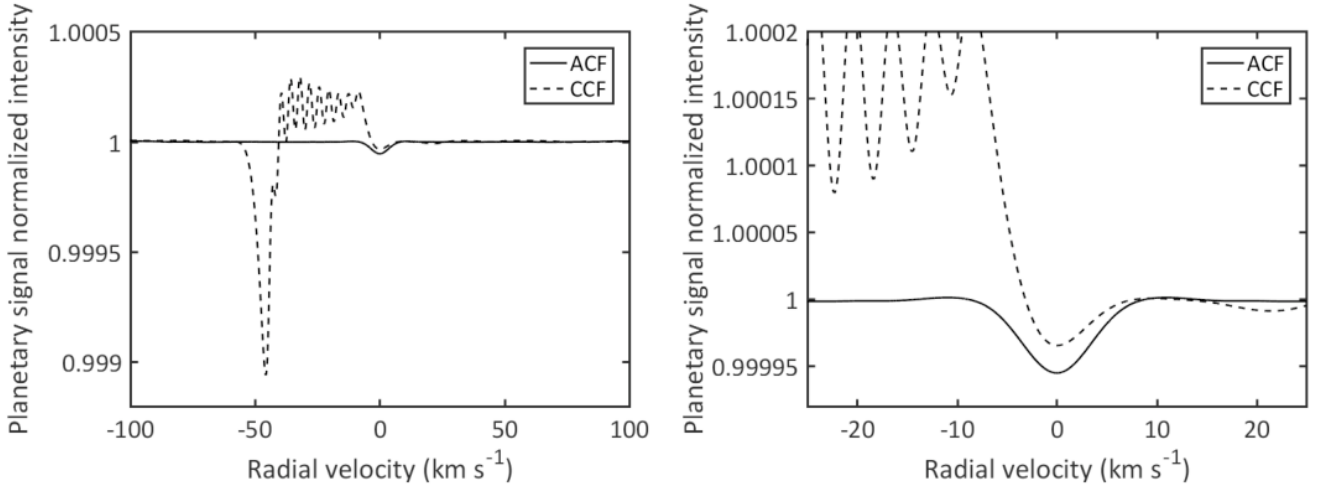 Planetary signal normalized intensity
1.0005
1
0.9995
0.999
-100
-50
0
50
100
Radial velocity (km s⁻¹)
ACF
CCF
Planetary signal normalized intensity
1.0002
1.00015
1.0001
1.00005
1
0.99995
-20
-10
0
10
20
Radial velocity (km s⁻¹)
ACF
CCF